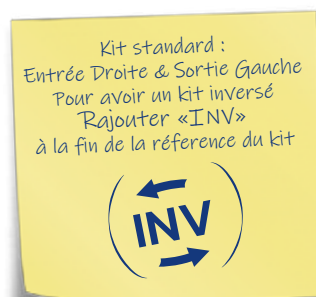 Kit standard :
Entrée Droite & Sortie Gauche
Pour avoir un kit inversé
Rajouter «INV»
à la fin de la réference du kit
INV